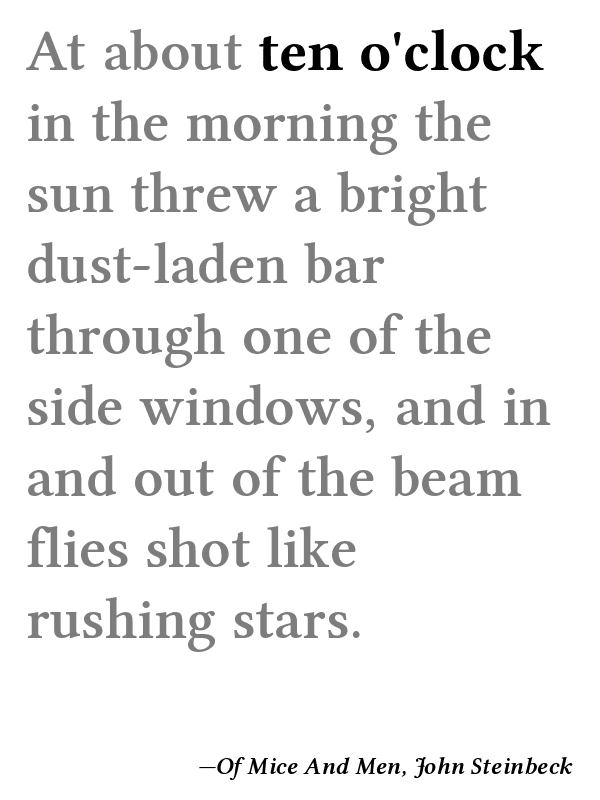 At about ten o'clock
in the morning the
sun threw a bright
dust-laden bar
through one of the
side windows, and in
and out of the beam
flies shot like
rushing stars.
—Of Mice And Men, John Steinbeck